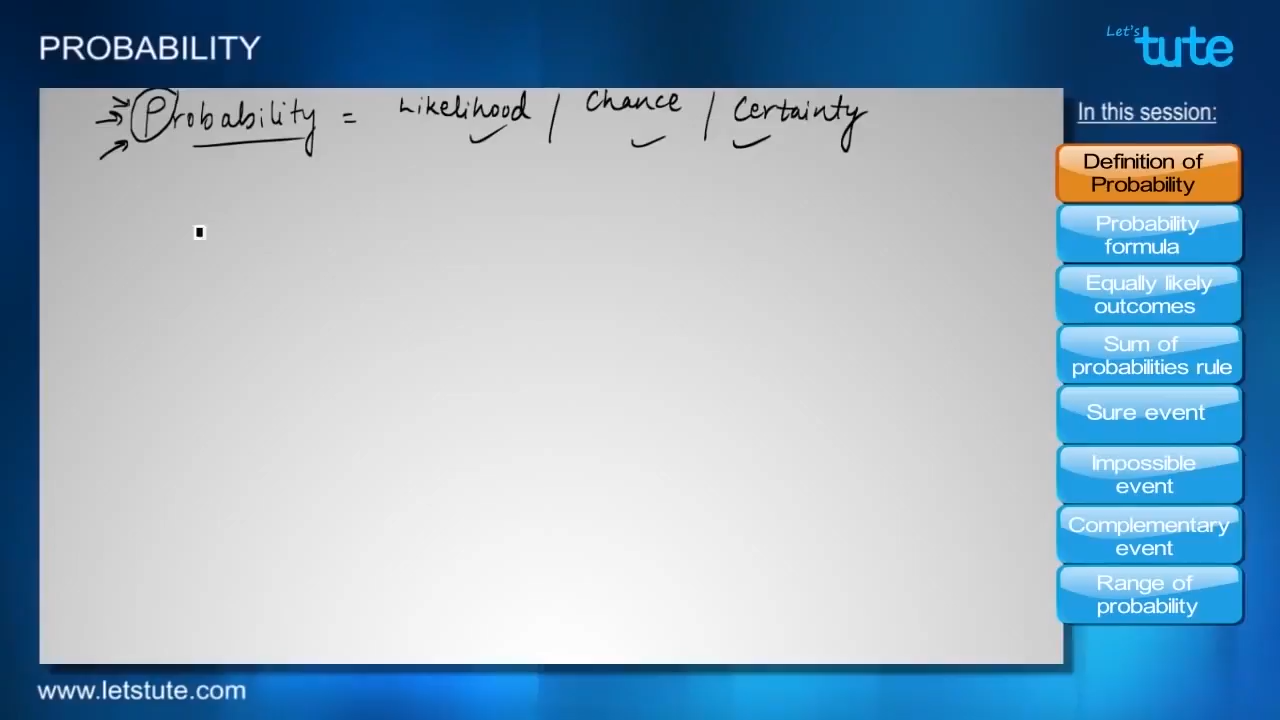 PROBABILITY
Let's tute
Probability = Likelihood / Chance / Certainty
In this session:
Definition of
Probability
Probability
formula
Equally likely
outcomes
Sum of
probabilities rule
Sure event
Impossible
event
Complementary
event
Range of
probability
www.letstute.com